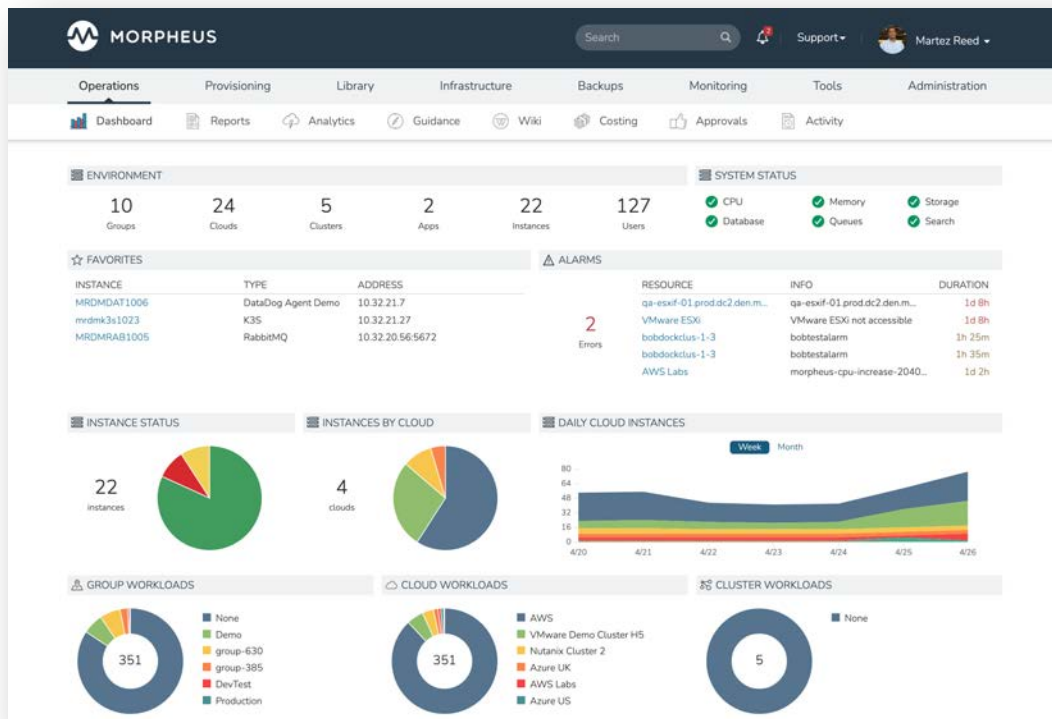 MORPHEUS
Search
2
Support
Martez Reed
Operations Provisioning Library Infrastructure Backups Monitoring Tools Administration
Dashboard Reports Analytics Guidance Wiki Costing Approvals Activity
ENVIRONMENT
10 24 5 2 22 127
Groups Clouds Clusters Apps Instances Users
SYSTEM STATUS
CPU Memory Storage
Database Queues Search
FAVORITES
INSTANCE TYPE ADDRESS
MRDMDAT1006 DataDog Agent Demo 10.32.21.7
mrdmk3s1023 K3S 10.32.21.27
MRDMRAB1005 RabbitMQ 10.32.20.56:5672
ALARMS
2
Errors
RESOURCE INFO DURATION
qa-esxif-01.prod.dc2.den.m... qa-esxif-01.prod.dc2.den.m... 1d 8h
VMware ESXi VMware ESXi not accessible 1d 8h
bobdockclus-1-3 bobtestalarm 1h 25m
bobdockclus-1-3 bobtestalarm 1h 35m
AWS Labs morpheus-cpu-increase-2040... 1d 2h
INSTANCE STATUS
22
instances
INSTANCES BY CLOUD
4
clouds
DAILY CLOUD INSTANCES
Week Month
80
64
48
32
16
0
4/20 4/21 4/22 4/23 4/24 4/25 4/26
GROUP WORKLOADS
351
None
Demo
group-630
group-385
DevTest
Production
CLOUD WORKLOADS
351
AWS
VMware Demo Cluster H5
Nutanix Cluster 2
Azure UK
AWS Labs
Azure US
CLUSTER WORKLOADS
5
None